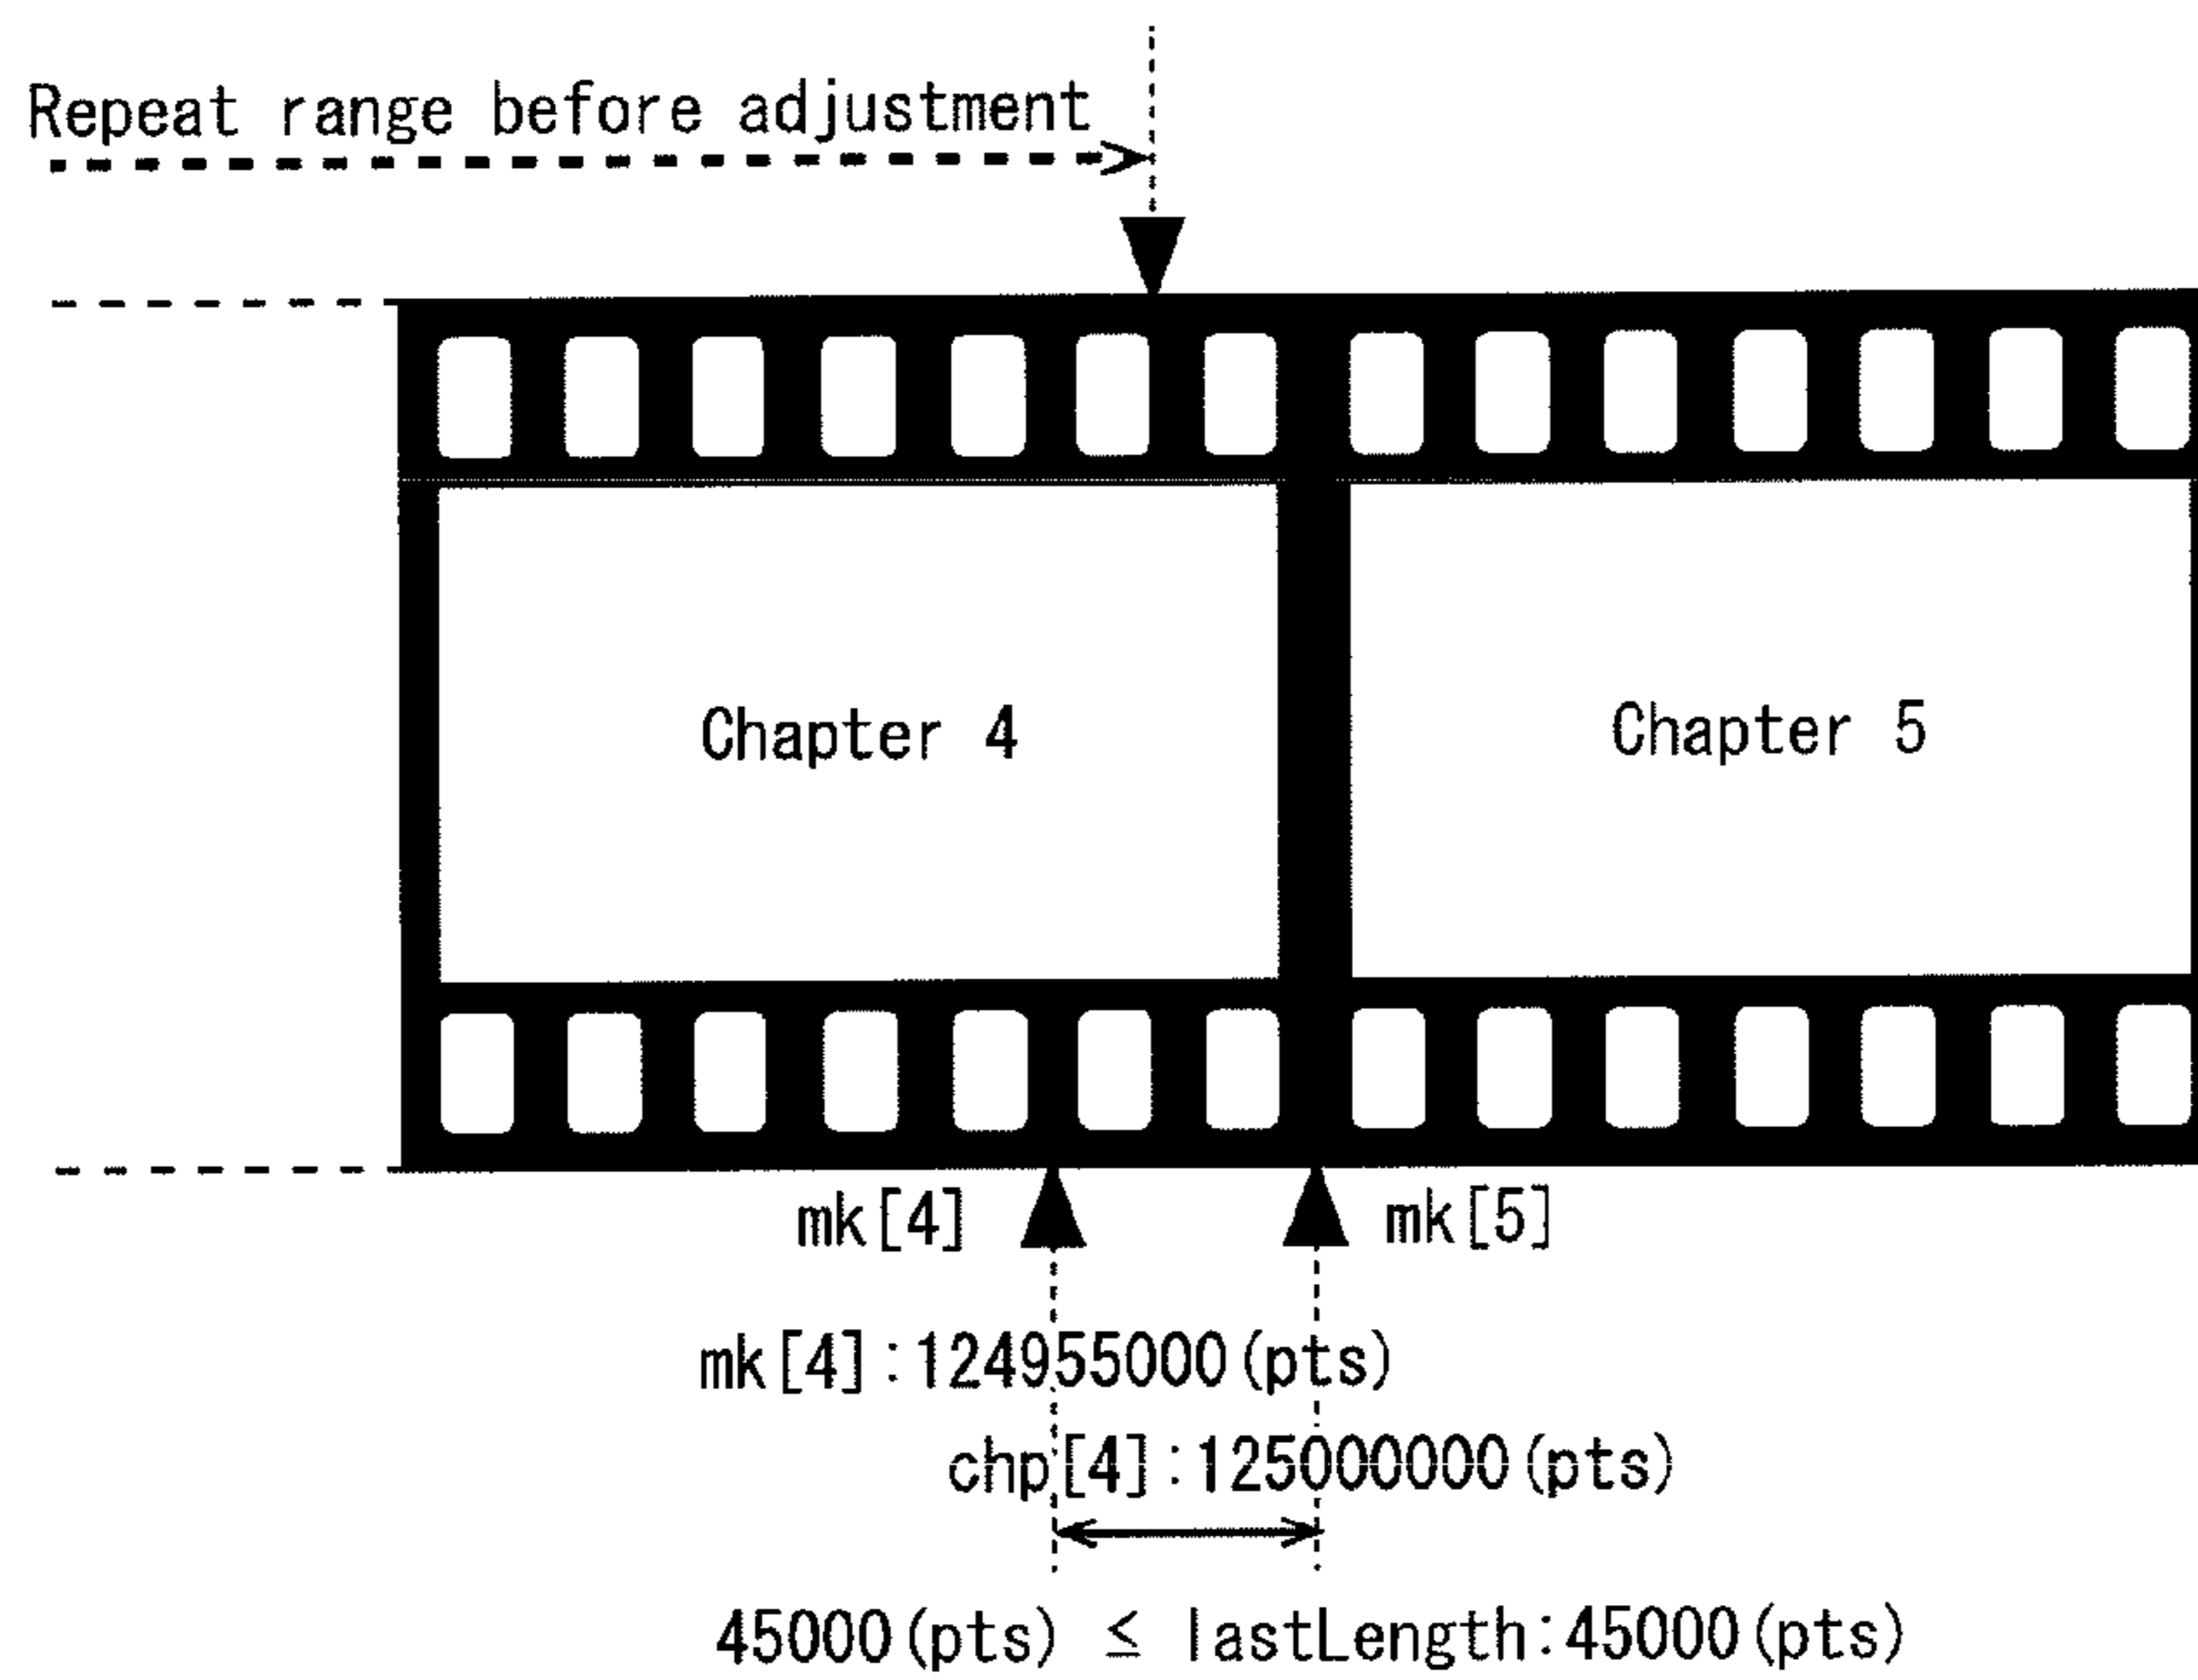 Repeat range before adjustment
Chapter 4
Chapter 5
mk[4]
mk[5]
mk[4]:124955000(pts)
chp[4]:125000000(pts)
45000(pts) ≤ lastLength:45000(pts)